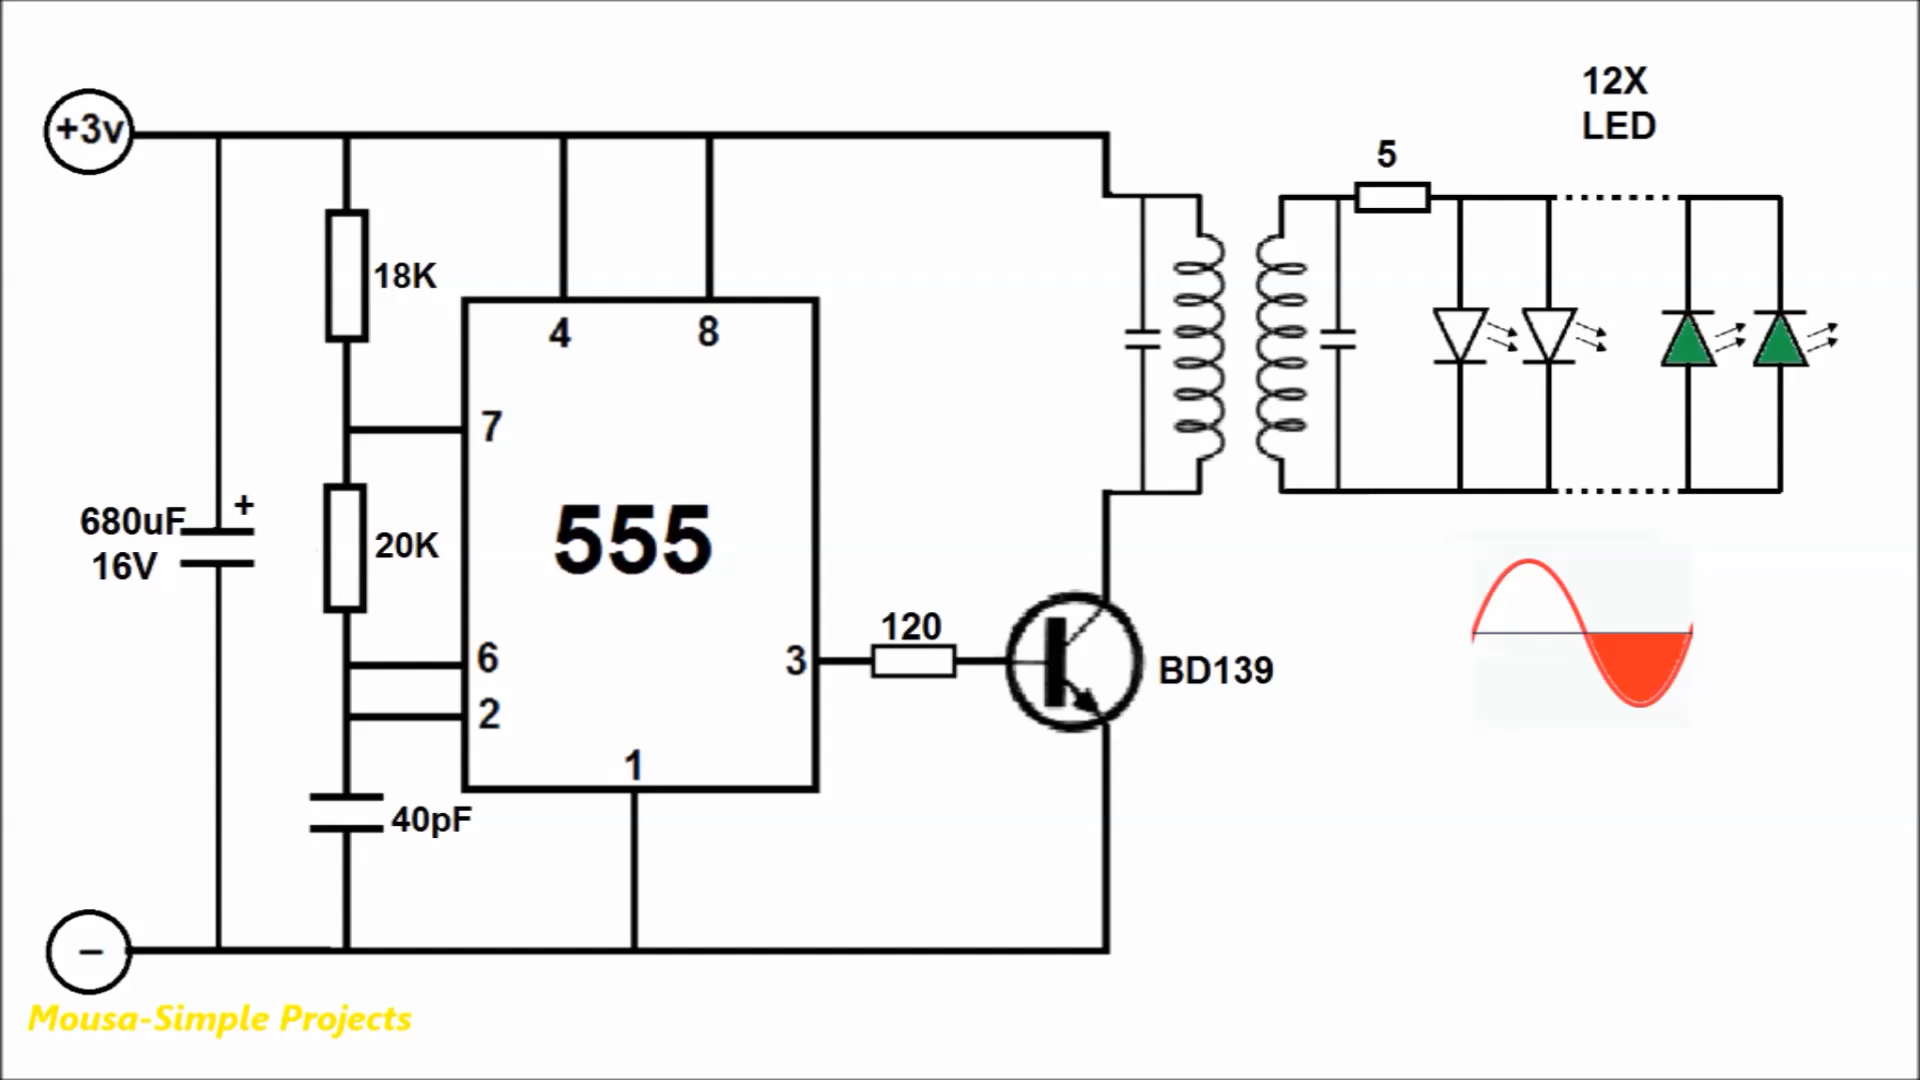 12X
LED
+3v
5
18K
4
8
7
680uF
+
16V
20K
555
6
3
120
BD139
2
1
40pF
–
Mousa-Simple Projects